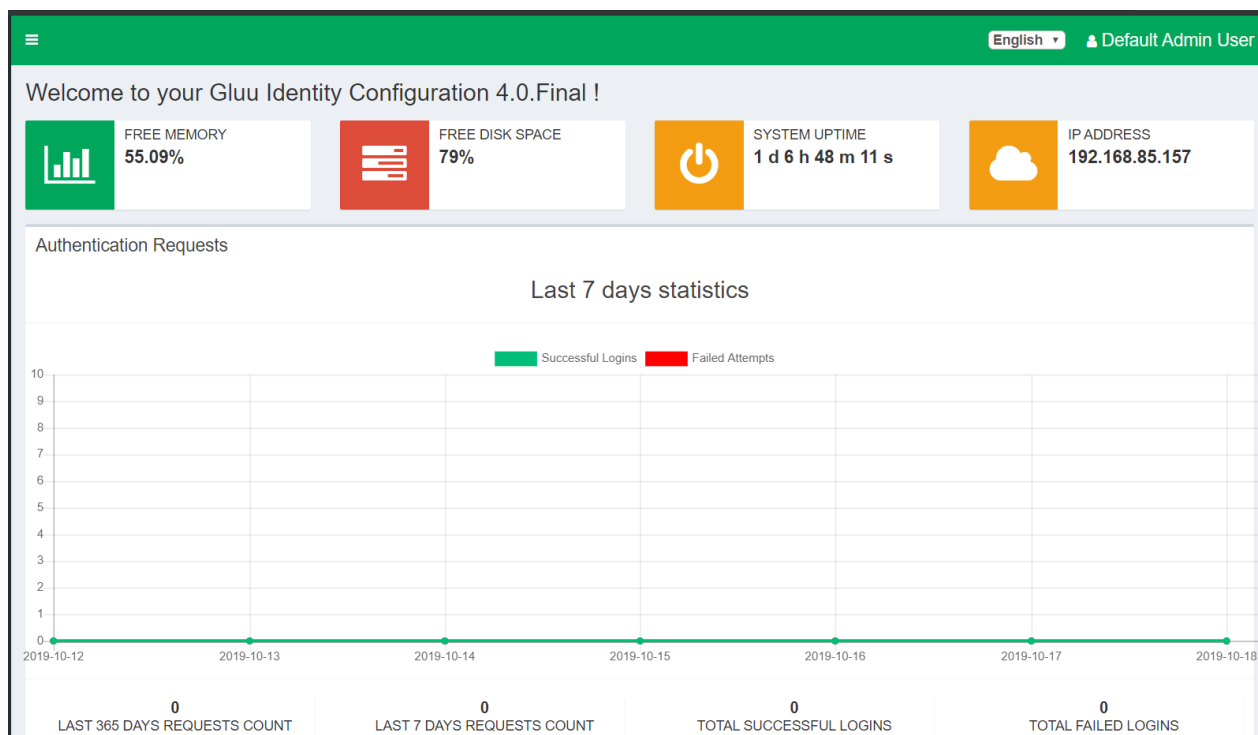 English Default Admin User
Welcome to your Gluu Identity Configuration 4.0.Final !
FREE MEMORY
55.09%
FREE DISK SPACE
79%
SYSTEM UPTIME
1 d 6 h 48 m 11 s
IP ADDRESS
192.168.85.157
Authentication Requests
Last 7 days statistics
Successful Logins Failed Attempts
10
9
8
7
6
5
4
3
2
1
0
2019-10-12 2019-10-13 2019-10-14 2019-10-15 2019-10-16 2019-10-17 2019-10-18
0
LAST 365 DAYS REQUESTS COUNT
0
LAST 7 DAYS REQUESTS COUNT
0
TOTAL SUCCESSFUL LOGINS
0
TOTAL FAILED LOGINS